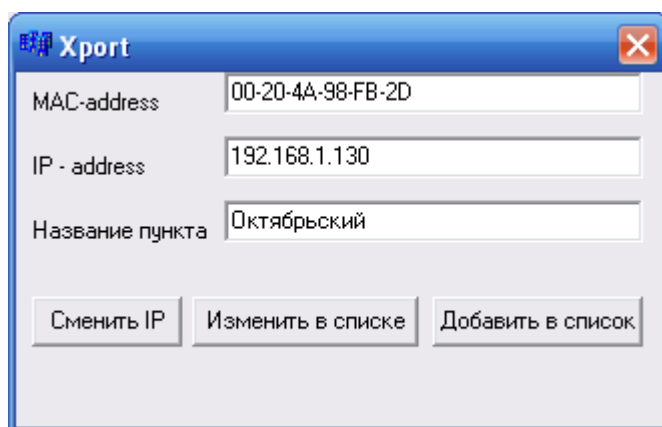 Xport
MAC-address 00-20-4A-98-FB-2D
IP - address 192.168.1.130
Название пункта Октябрьский
Сменить IP Изменить в списке Добавить в список